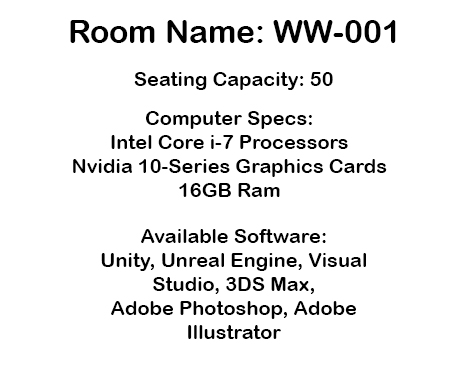 Room Name: WW-001
Seating Capacity: 50
Computer Specs:
Intel Core i-7 Processors
Nvidia 10-Series Graphics Cards
16GB Ram
Available Software:
Unity, Unreal Engine, Visual
Studio, 3DS Max,
Adobe Photoshop, Adobe
Illustrator